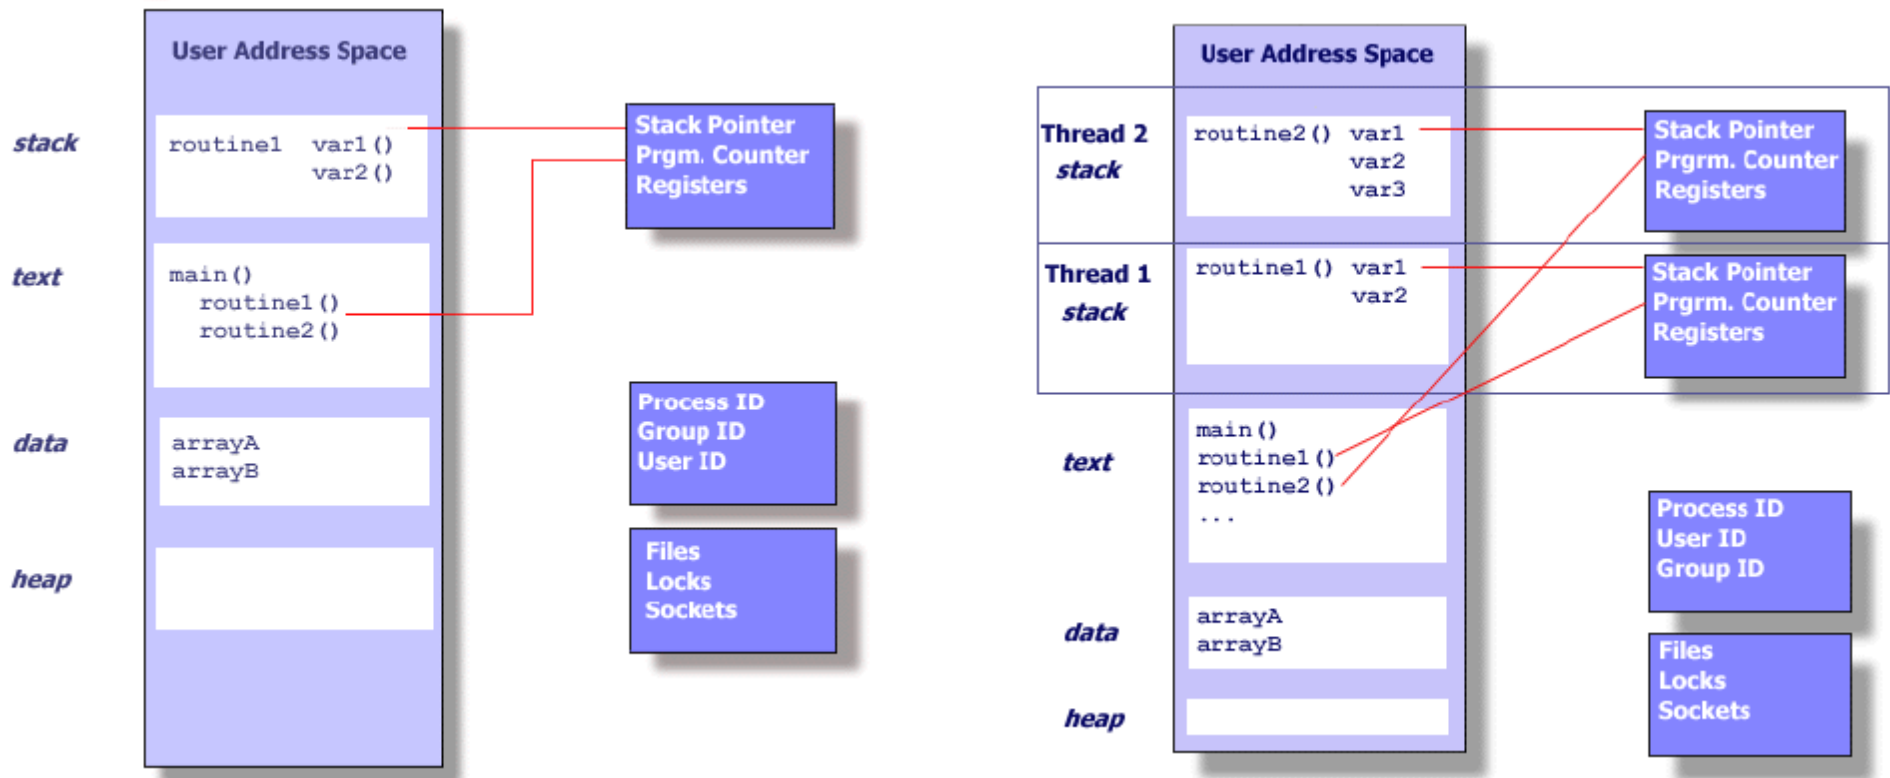 User Address Space
stack
routine1 var1()
var2()
Stack Pointer
Prgm. Counter
Registers
text
main()
routine1()
routine2()
data
arrayA
arrayB
heap
Process ID
Group ID
User ID
Files
Locks
Sockets
User Address Space
Thread 2
stack
routine2() var1
var2
var3
Stack Pointer
Prgrm. Counter
Registers
Thread 1
stack
routine1() var1
var2
Stack Pointer
Prgrm. Counter
Registers
text
main()
routine1()
routine2()
...
data
arrayA
arrayB
heap
Process ID
User ID
Group ID
Files
Locks
Sockets